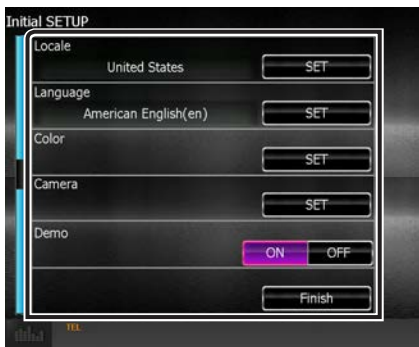 Initial SETUP
Locale
United States SET
Language
American English(en) SET
Color
SET
Camera
SET
Demo
ON OFF
Finish
TEL